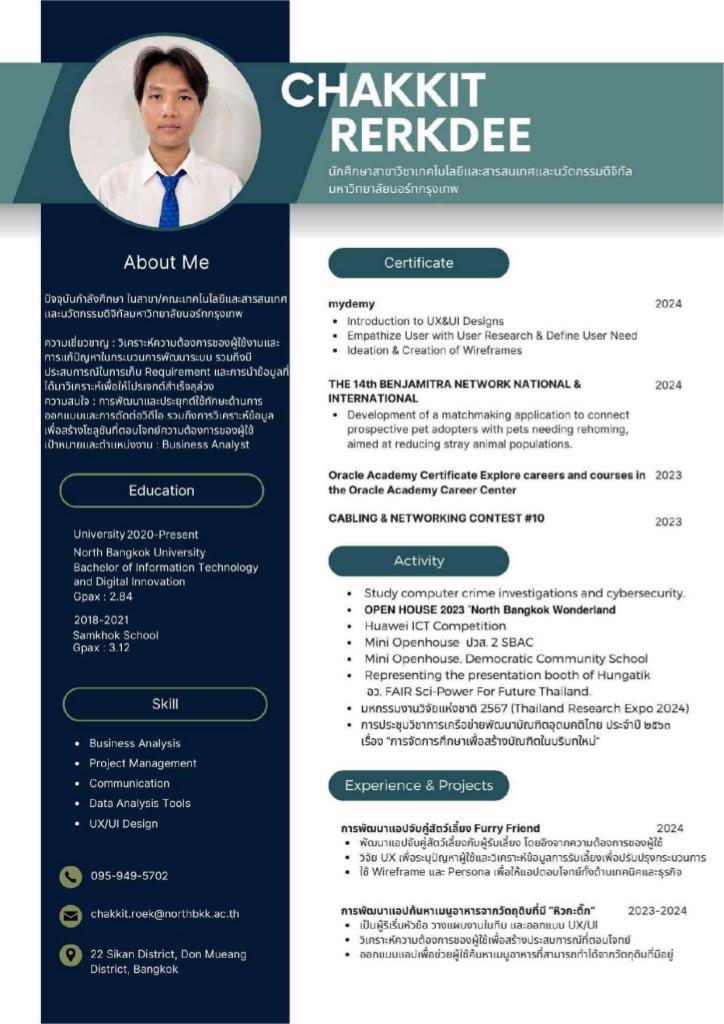 CHAKKIT
RERKDEE
นักศึกษาสาขาวิชาเทคโนโลยีและสารสนเทศและนวัตกรรมดิจิทัล
มหาวิทยาลัยนอร์ทกรุงเทพ
About Me
ปัจจุบันกำลังศึกษา ในสาขา/คณะเทคโนโลยีและสารสนเทศ
และนวัตกรรมดิจิทัลมหาวิทยาลัยนอร์ทกรุงเทพ
ความเชี่ยวชาญ : วิเคราะห์ความต้องการของผู้ใช้งานและ
การแก้ปัญหาในกระบวนการพัฒนาระบบ รวมถึงมี
ประสบการณ์ในการเก็บ Requirement และการนำข้อมูลที่
ได้มาวิเคราะห์เพื่อให้โปรเจกต์สำเร็จลุล่วง
ความสนใจ : การพัฒนาและประยุกต์ใช้ทักษะด้านการ
ออกแบบและการตัดต่อวิดีโอ รวมถึงการวิเคราะห์ข้อมูล
เพื่อสร้างโซลูชันที่ตอบโจทย์ความต้องการของผู้ใช้
เป้าหมายและตำแหน่งงาน : Business Analyst
Education
University 2020-Present
North Bangkok University
Bachelor of Information Technology
and Digital Innovation
Gpax : 2.84
2018-2021
Samkhok School
Gpax : 3.12
Skill
• Business Analysis
• Project Management
• Communication
• Data Analysis Tools
• UX/UI Design
095-949-5702
chakkit.roek@northbkk.ac.th
22 Sikan District, Don Mueang
District, Bangkok
Certificate
mydemy 2024
• Introduction to UX&UI Designs
• Empathize User with User Research & Define User Need
• Ideation & Creation of Wireframes
THE 14th BENJAMITRA NETWORK NATIONAL & 2024
INTERNATIONAL
• Development of a matchmaking application to connect
prospective pet adopters with pets needing rehoming,
aimed at reducing stray animal populations.
Oracle Academy Certificate Explore careers and courses in 2023
the Oracle Academy Career Center
CABLING & NETWORKING CONTEST #10 2023
Activity
• Study computer crime investigations and cybersecurity.
• OPEN HOUSE 2023 "North Bangkok Wonderland
• Huawei ICT Competition
• Mini Openhouse ปวส. 2 SBAC
• Mini Openhouse, Democratic Community School
• Representing the presentation booth of Hungatik
อว. FAIR Sci-Power For Future Thailand.
• มหกรรมงานวิจัยแห่งชาติ 2567 (Thailand Research Expo 2024)
• การประชุมวิชาการเครือข่ายพัฒนาบัณฑิตอุดมคติไทย ประจำปี ๒๕๖๓
เรื่อง "การจัดการศึกษาเพื่อสร้างบัณฑิตในบริบทใหม่"
Experience & Projects
การพัฒนาแอปจับคู่สัตว์เลี้ยง Furry Friend 2024
• พัฒนาแอปจับคู่สัตว์เลี้ยงกับผู้รับเลี้ยง โดยอิงจากความต้องการของผู้ใช้
• วิจัย UX เพื่อระบุปัญหาผู้ใช้และวิเคราะห์ข้อมูลการรับเลี้ยงเพื่อปรับปรุงกระบวนการ
• ใช้ Wireframe และ Persona เพื่อให้แอปตอบโจทย์ทั้งด้านเทคนิคและธุรกิจ
การพัฒนาแอปค้นหาเมนูอาหารจากวัตถุดิบที่มี "หิวกะติ๊ก" 2023-2024
• เป็นผู้ริเริ่มหัวข้อ วางแผนงานในทีม และออกแบบ UX/UI
• วิเคราะห์ความต้องการของผู้ใช้เพื่อสร้างประสบการณ์ที่ตอบโจทย์
• ออกแบบแอปเพื่อช่วยผู้ใช้ค้นหาเมนูอาหารที่สามารถทำได้จากวัตถุดิบที่มีอยู่